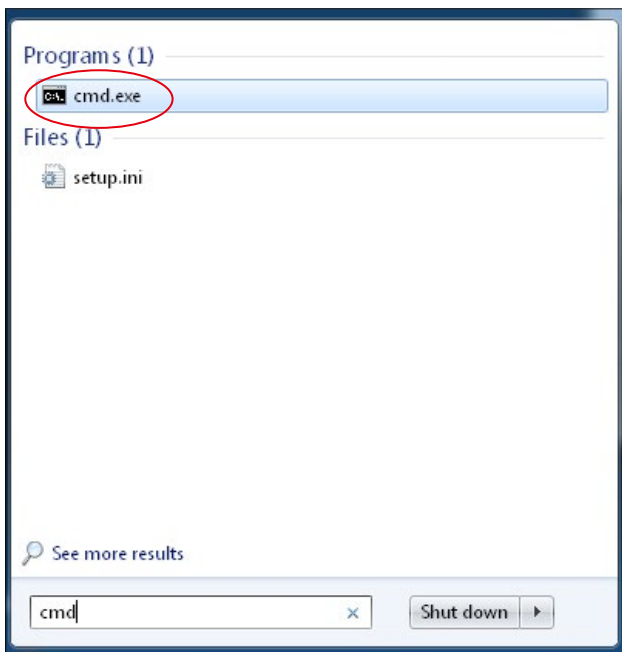 Programs (1)
cmd.exe
Files (1)
setup.ini
See more results
cmd
Shut down